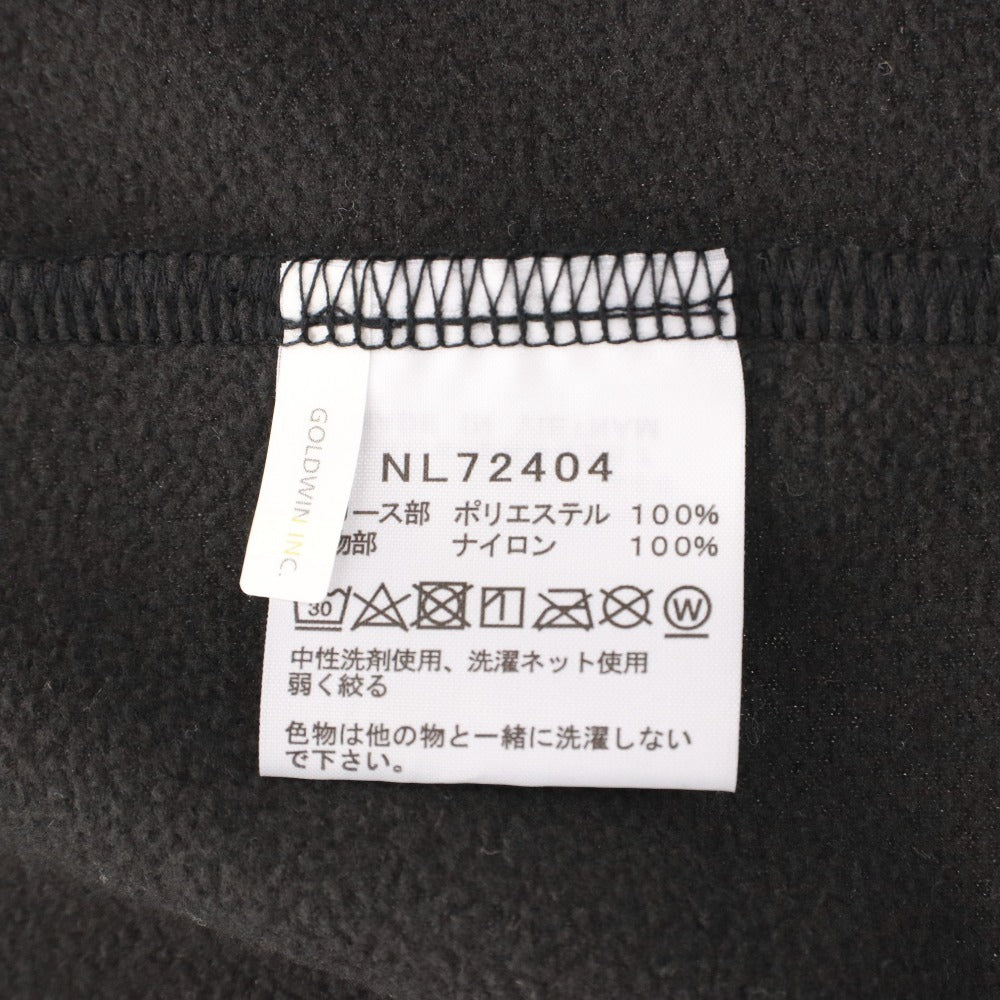 GOLDWIN INC.
NL72404
ース部 ポリエステル 100%
物部 ナイロン 100%
30
W
中性洗剤使用、洗濯ネット使用
弱く絞る
色物は他の物と一緒に洗濯しない
で下さい。